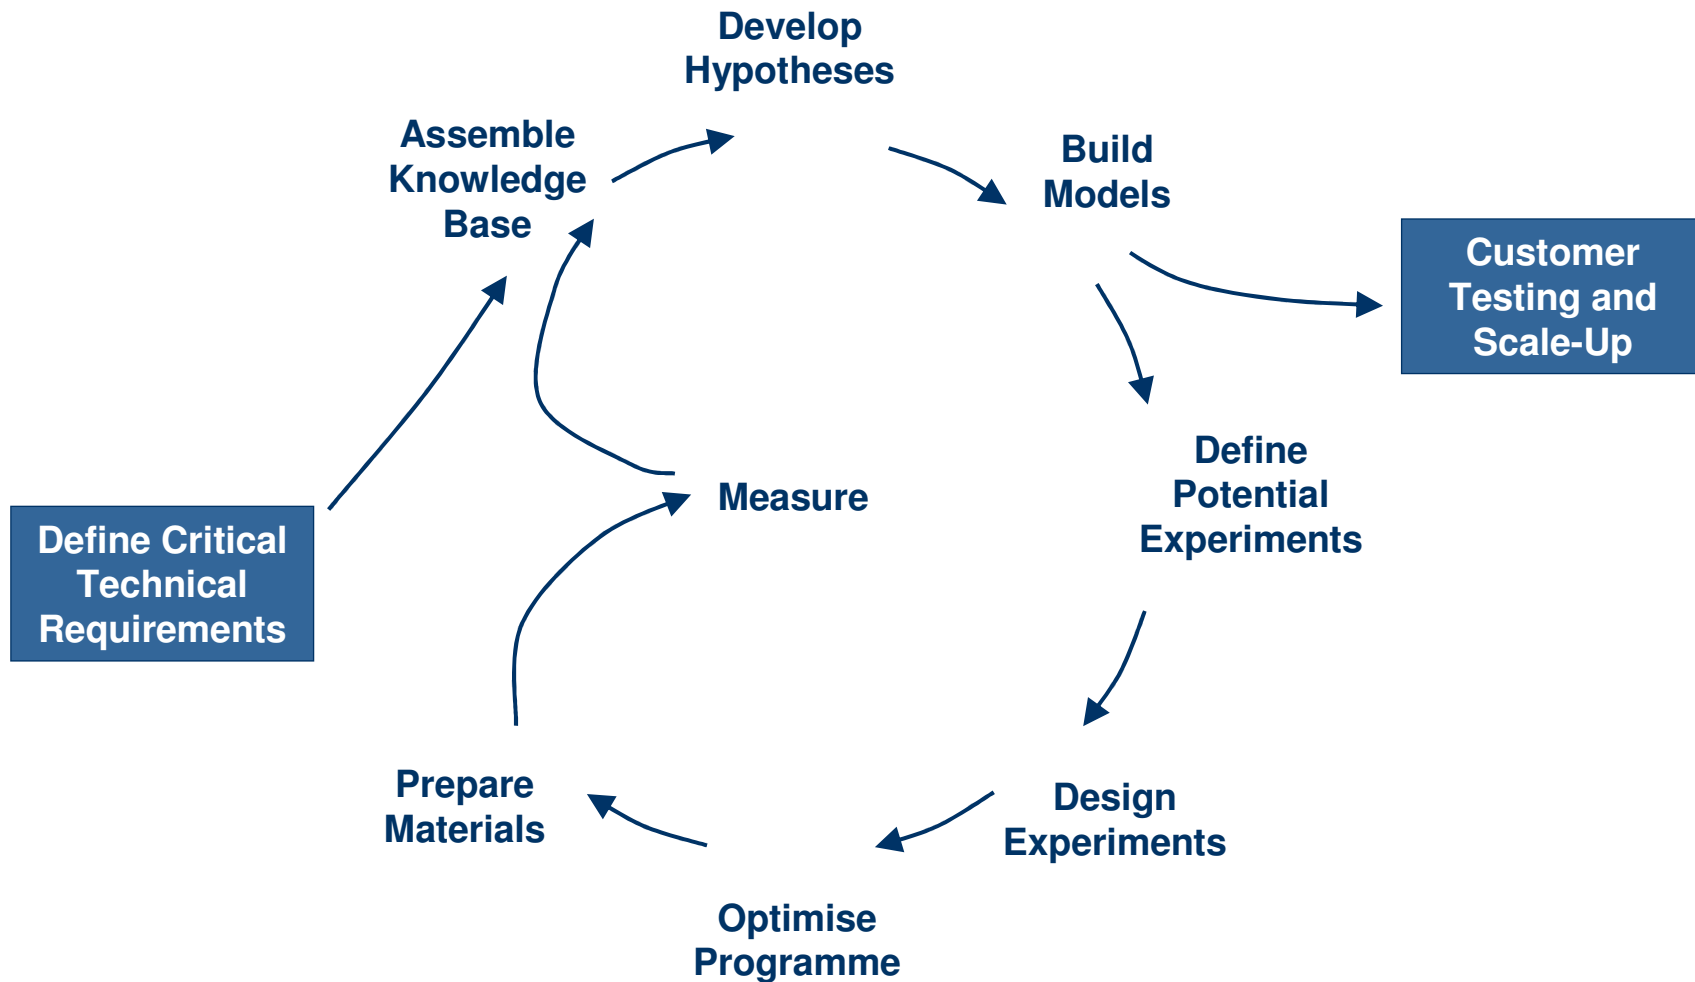 Develop
Hypotheses
Assemble
Knowledge
Base
Build
Models
Customer
Testing and
Scale-Up
Define
Potential
Experiments
Measure
Define Critical
Technical
Requirements
Prepare
Materials
Design
Experiments
Optimise
Programme